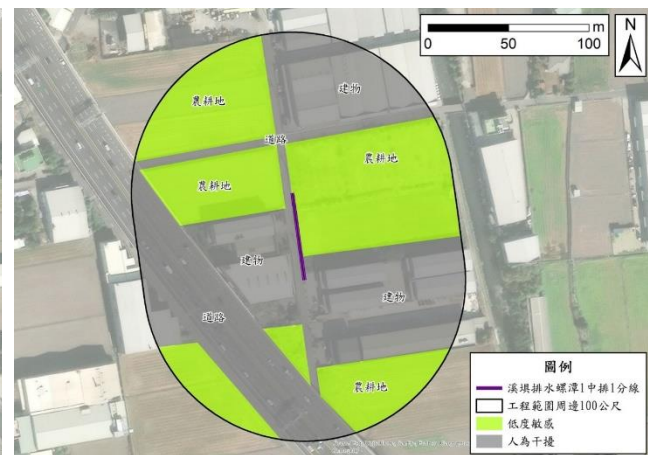 m
0
50
100
N
農耕地
建物
道路
農耕地
農耕地
建物
建物
道路
農耕地
圖例
溪埧排水螺潭1中排1分線
工程範圍周邊100公尺
低度敏感
人為干擾